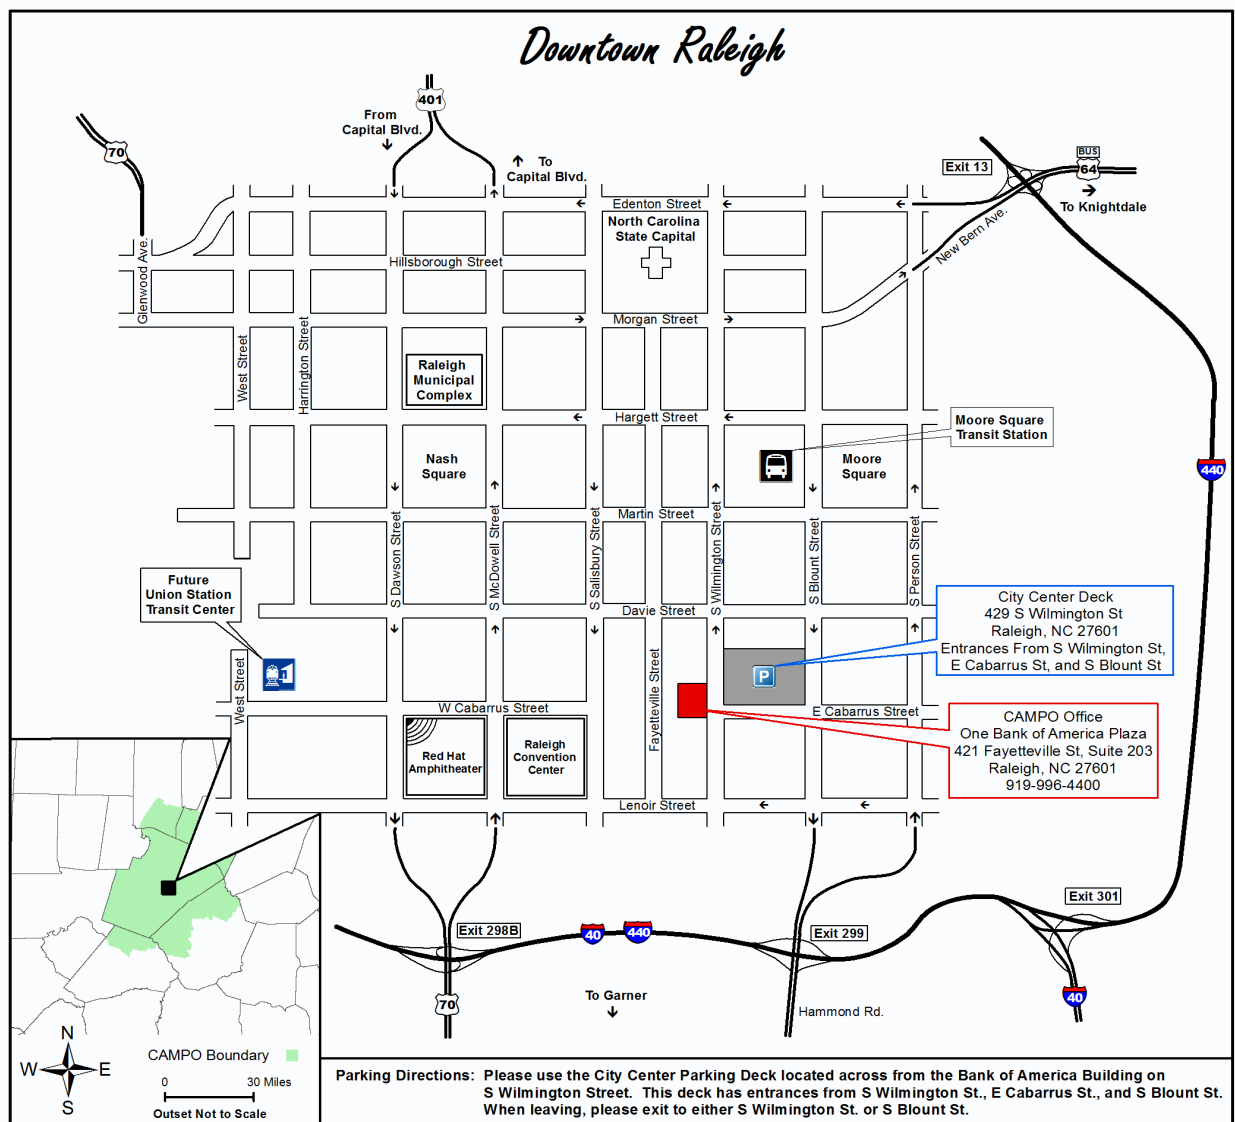 Downtown Raleigh
401
From
Capital Blvd.
To
Capital Blvd.
70
Exit 13
BUS
64
To Knightdale
New Bern Ave.
Edenton Street
North Carolina
State Capital
Hillsborough Street
Glenwood Ave.
Morgan Street
West Street
Harrington Street
Raleigh
Municipal
Complex
Hargett Street
Moore Square
Transit Station
Nash
Square
Moore
Square
440
Martin Street
S Dawson Street
S McDowell Street
S Salisbury Street
S Wilmington Street
S Blount Street
S Person Street
Future
Union Station
Transit Center
Davie Street
City Center Deck
429 S Wilmington St
Raleigh, NC 27601
Entrances From S Wilmington St,
E Cabarrus St, and S Blount St
P
West Street
Fayetteville Street
W Cabarrus Street
E Cabarrus Street
CAMPO Office
One Bank of America Plaza
421 Fayetteville St, Suite 203
Raleigh, NC 27601
919-996-4400
Red Hat
Amphitheater
Raleigh
Convention
Center
Lenoir Street
Exit 298B
40
440
Exit 299
Exit 301
70
To Garner
Hammond Rd.
40
N
W
E
S
CAMPO Boundary
0
30 Miles
Outset Not to Scale
Parking Directions: Please use the City Center Parking Deck located across from the Bank of America Building on
S Wilmington Street. This deck has entrances from S Wilmington St., E Cabarrus St., and S Blount St.
When leaving, please exit to either S Wilmington St. or S Blount St.